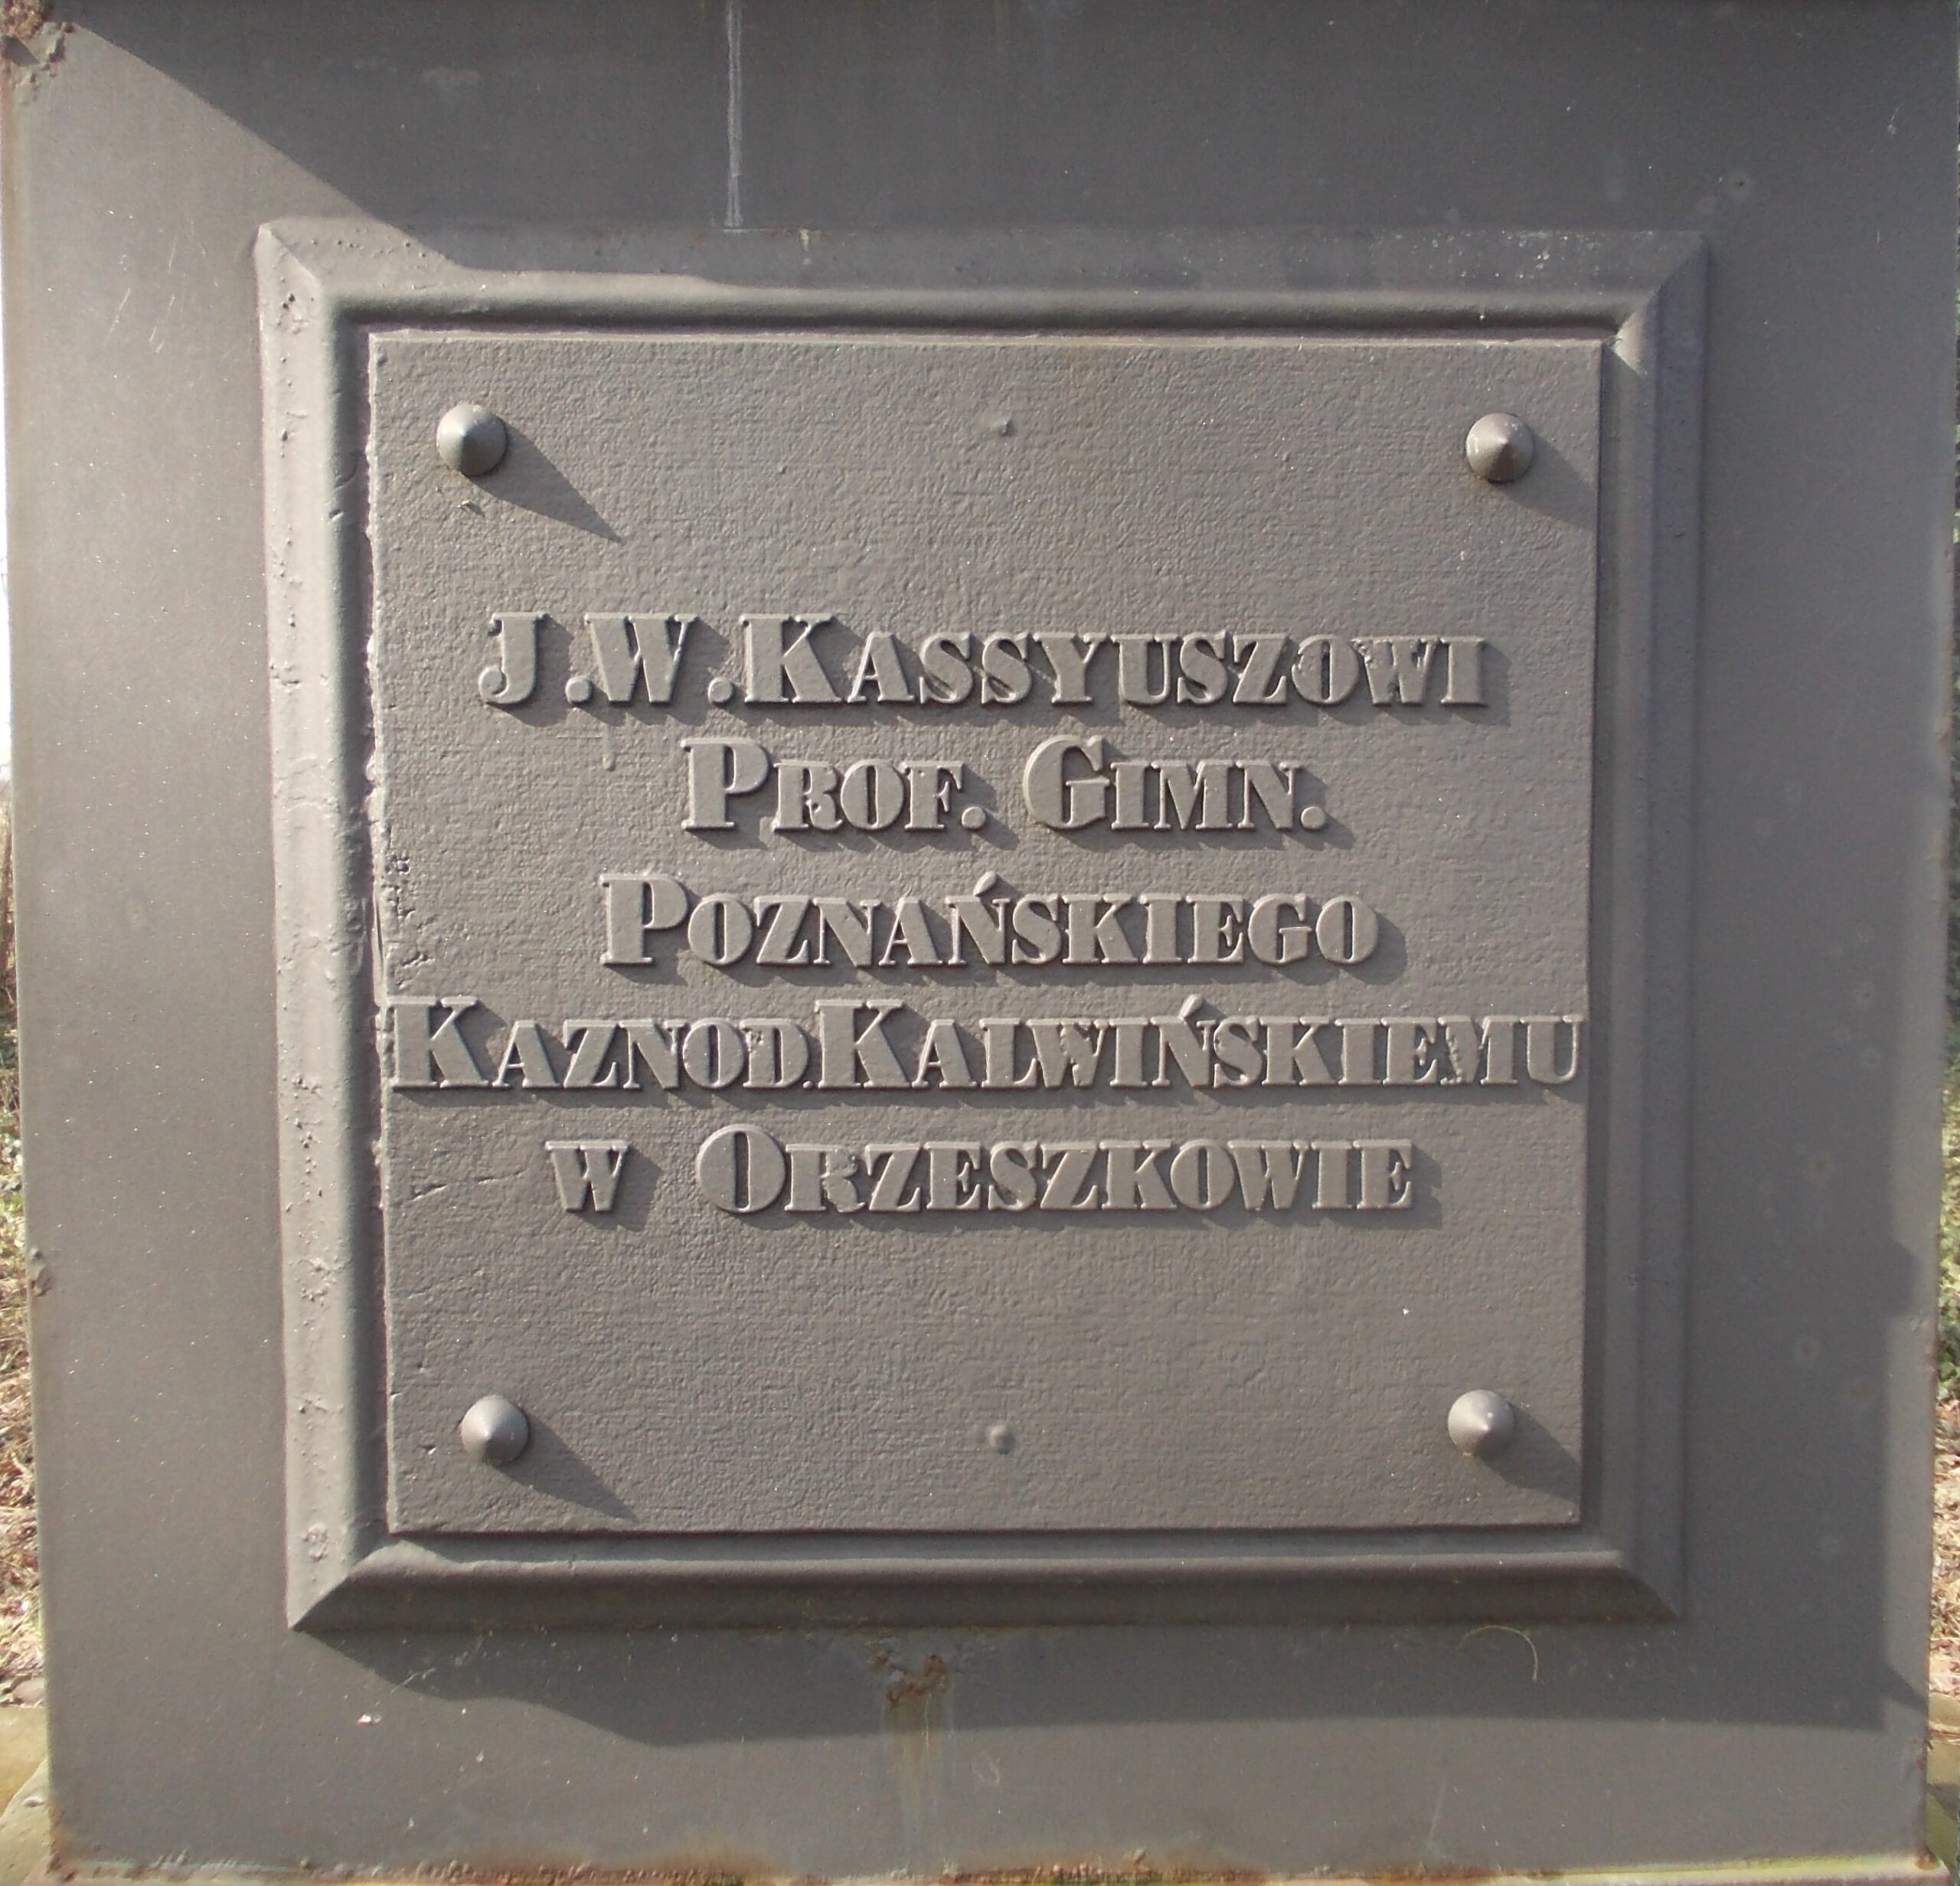 J.W.KASSYUSZOWI
PROF. GIMN.
POZNAŃSKIEGO
KAZNOD.KALWIŃSKIEMU
W ORZESZKOWIE